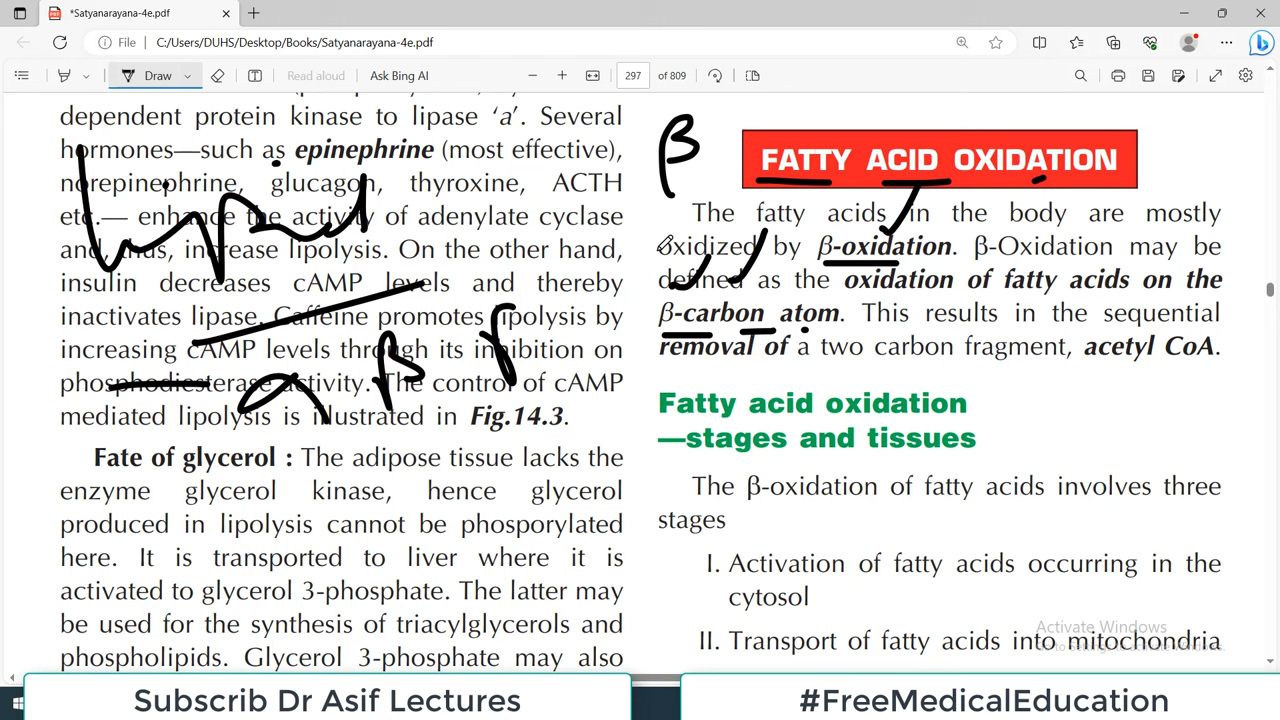 *Satyanarayana-4e.pdf
File C:/Users/DUHS/Desktop/Books/Satyanarayana-4e.pdf
Draw Read aloud Ask Bing AI 297 of 809
dependent protein kinase to lipase ‘a’. Several
hormones—such as epinephrine (most effective),
norepinephrine, glucagon, thyroxine, ACTH
etc.— enhance the activity of adenylate cyclase
and, thus, increase lipolysis. On the other hand,
insulin decreases cAMP levels and thereby
inactivates lipase. Caffeine promotes lipolysis by
increasing cAMP levels through its inhibition on
phosphodiesterase activity. The control of cAMP
mediated lipolysis is illustrated in Fig.14.3.
Fate of glycerol : The adipose tissue lacks the
enzyme glycerol kinase, hence glycerol
produced in lipolysis cannot be phosporylated
here. It is transported to liver where it is
activated to glycerol 3-phosphate. The latter may
be used for the synthesis of triacylglycerols and
phospholipids. Glycerol 3-phosphate may also
Lipid
α β γ
β
FATTY ACID OXIDATION
The fatty acids in the body are mostly
oxidized by β-oxidation. β-Oxidation may be
defined as the oxidation of fatty acids on the
β-carbon atom. This results in the sequential
removal of a two carbon fragment, acetyl CoA.
Fatty acid oxidation
—stages and tissues
The β-oxidation of fatty acids involves three
stages
I. Activation of fatty acids occurring in the
cytosol
II. Transport of fatty acids into mitochondria
Activate Windows
Subscrib Dr Asif Lectures
#FreeMedicalEducation